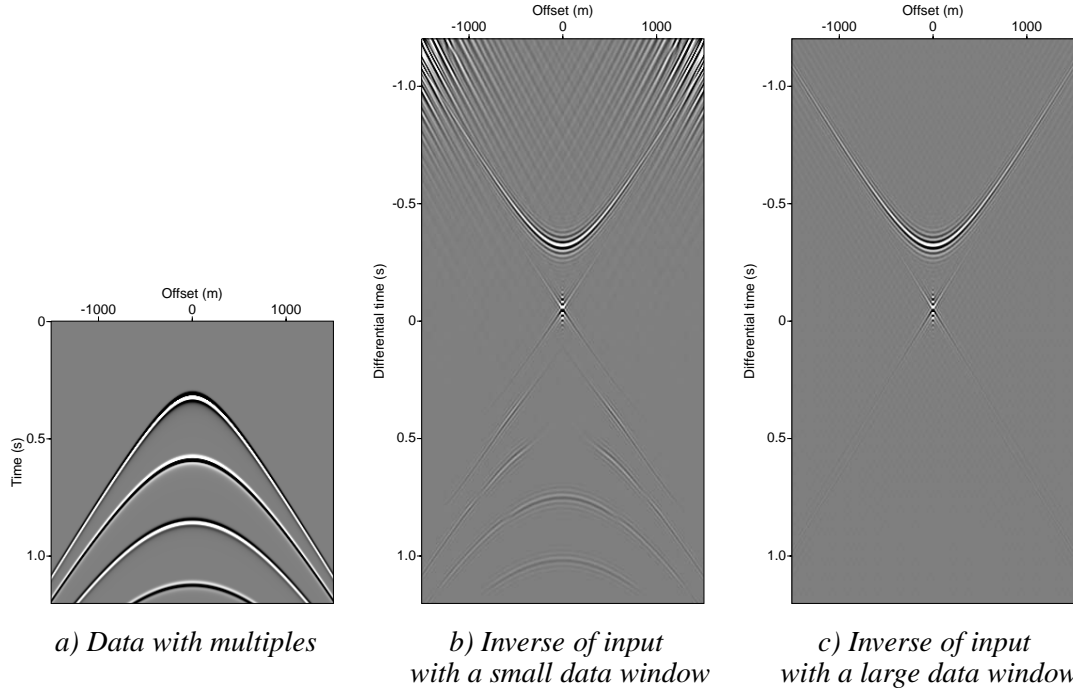 Offset (m)
-1000 0 1000
Time (s)
0
0.5
1.0
a) Data with multiples
Offset (m)
-1000 0 1000
Differential time (s)
-1.0
-0.5
0
0.5
1.0
b) Inverse of input
with a small data window
Offset (m)
-1000 0 1000
Differential time (s)
-1.0
-0.5
0
0.5
1.0
c) Inverse of input
with a large data window